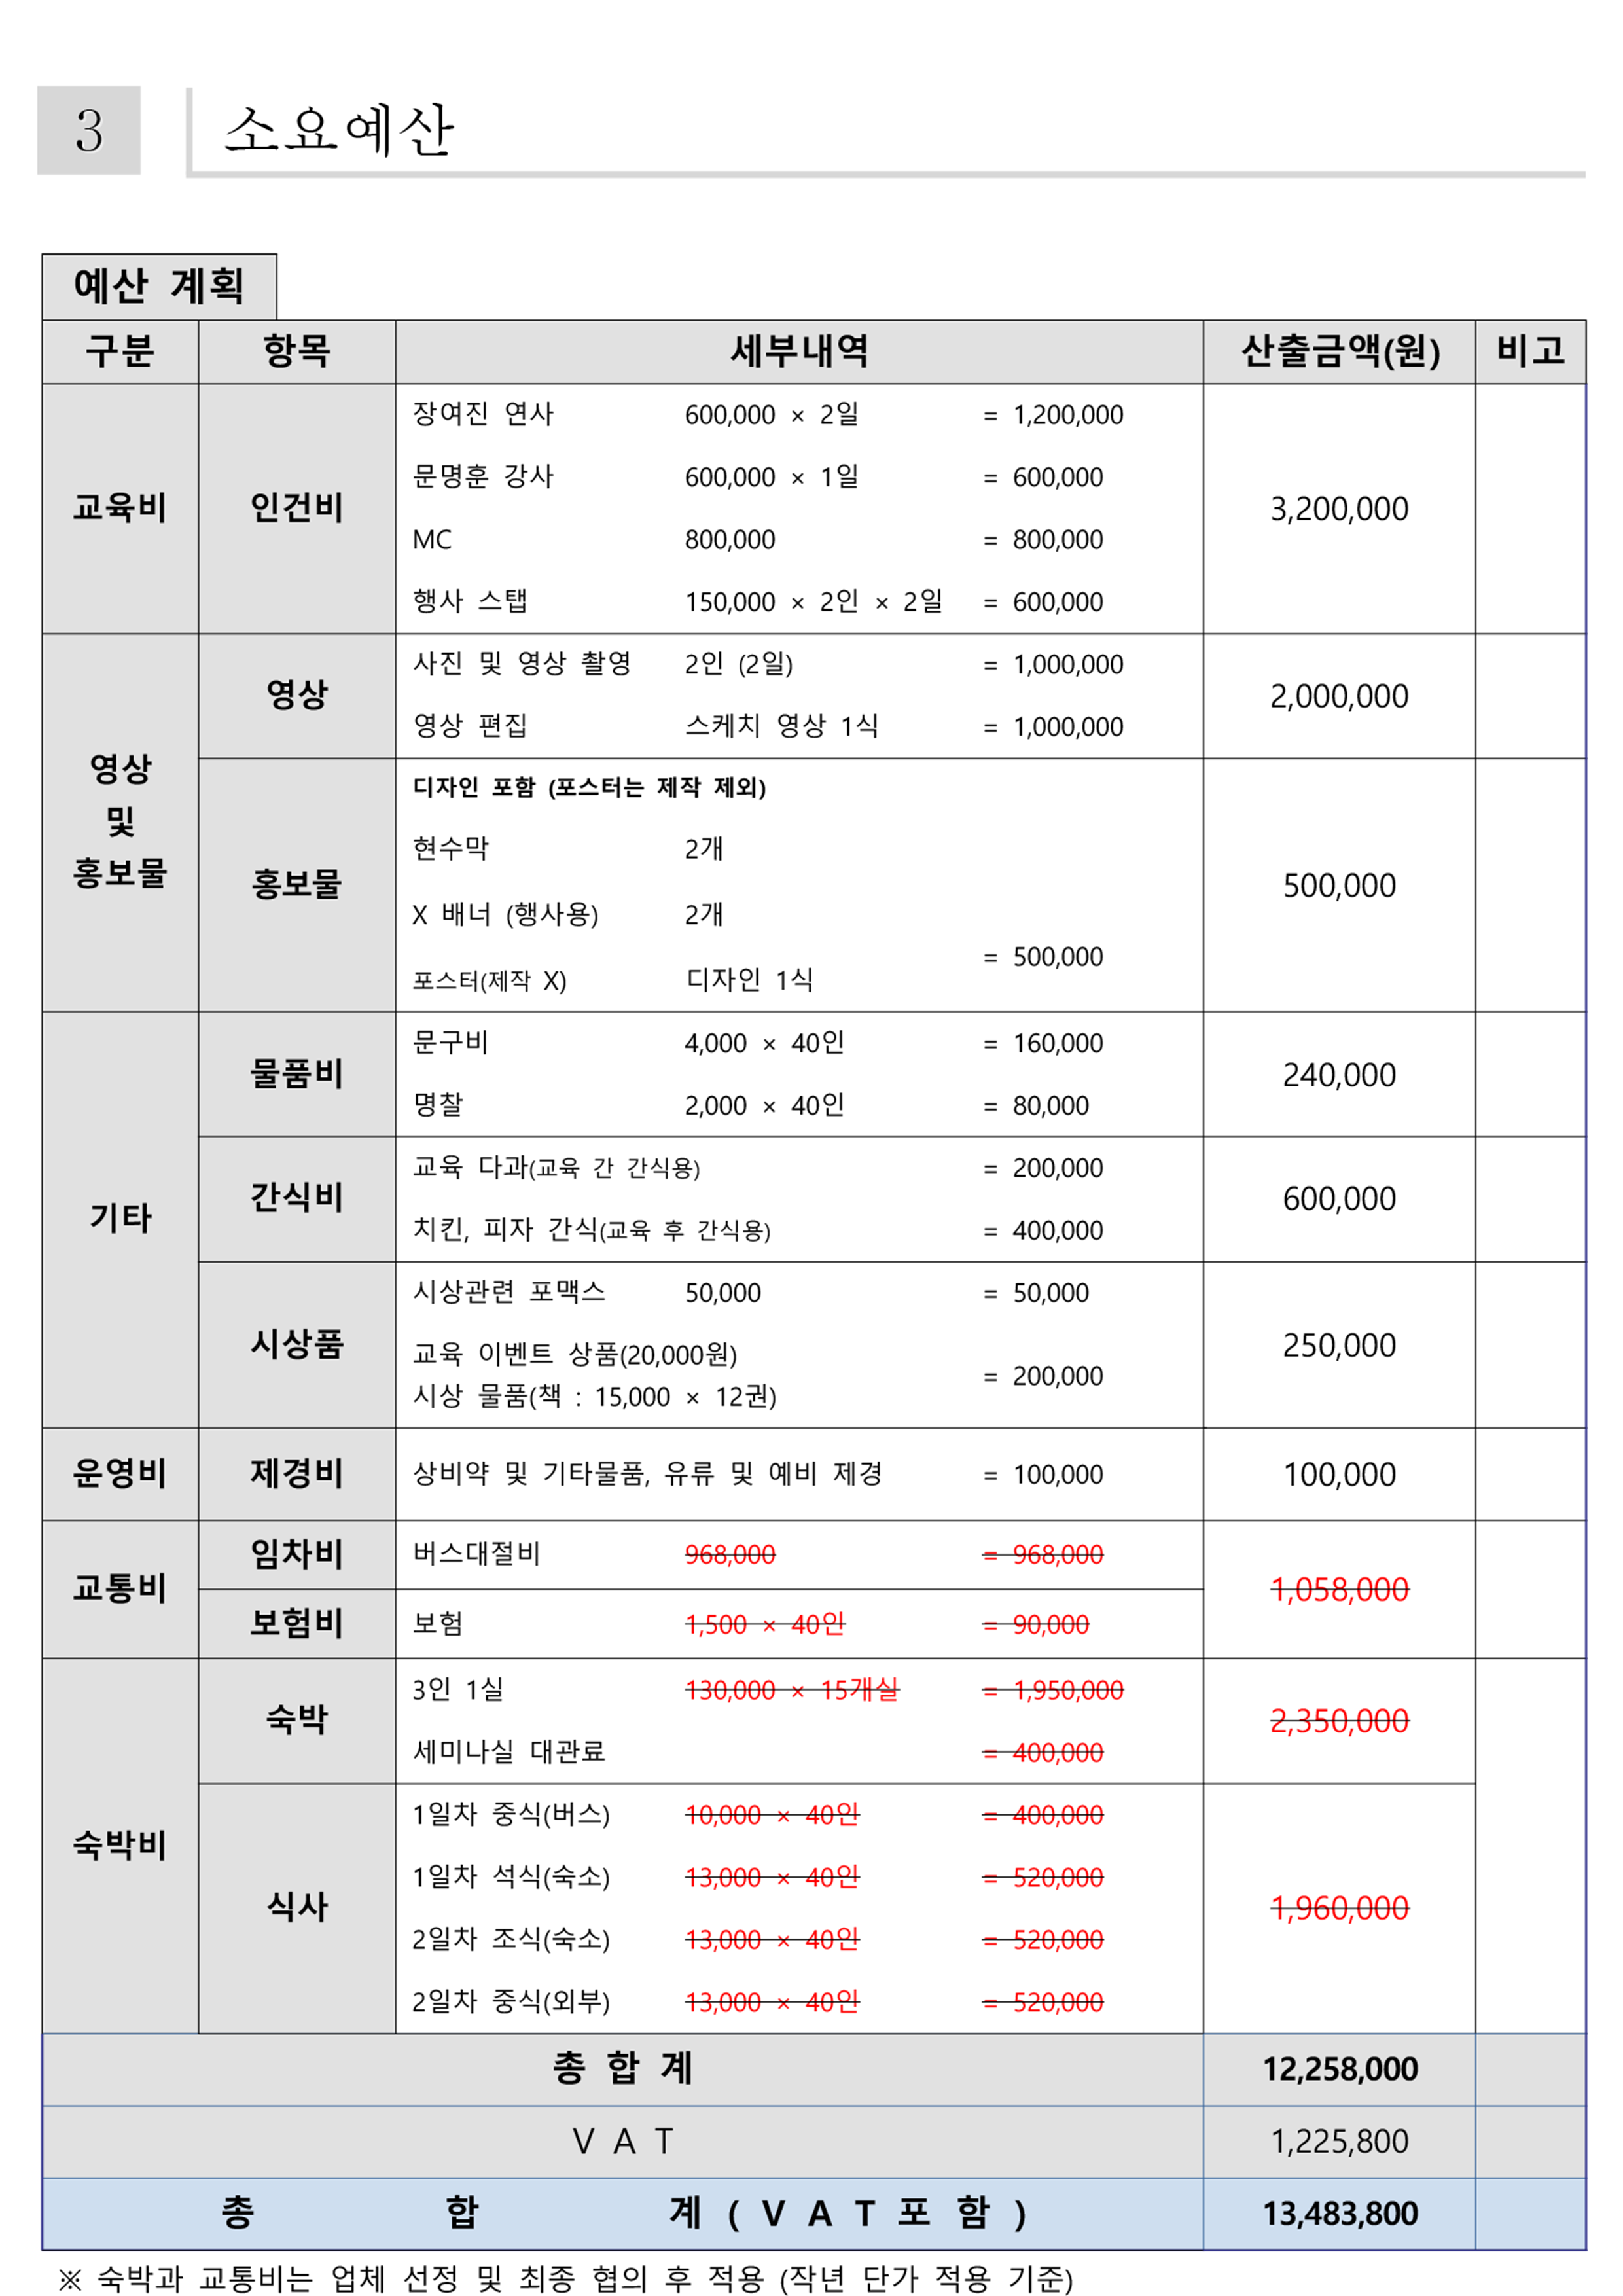 3 소요예산
예산 계획
구분 항목 세부내역 산출금액(원) 비고
교육비 인건비 3,200,000
장여진 연사 600,000 × 2일 = 1,200,000
문명훈 강사 600,000 × 1일 = 600,000
MC 800,000 = 800,000
행사 스탭 150,000 × 2인 × 2일 = 600,000
영상
및
홍보물
영상 2,000,000
사진 및 영상 촬영 2인 (2일) = 1,000,000
영상 편집 스케치 영상 1식 = 1,000,000
홍보물 500,000
디자인 포함 (포스터는 제작 제외)
현수막 2개
X 배너 (행사용) 2개
= 500,000
포스터(제작 X) 디자인 1식
기타
물품비 240,000
문구비 4,000 × 40인 = 160,000
명찰 2,000 × 40인 = 80,000
간식비 600,000
교육 다과(교육 간 간식용) = 200,000
치킨, 피자 간식(교육 후 간식용) = 400,000
시상품 250,000
시상관련 포맥스 50,000 = 50,000
교육 이벤트 상품(20,000원)
= 200,000
시상 물품(책 : 15,000 × 12권)
운영비 제경비 상비약 및 기타물품, 유류 및 예비 제경 = 100,000 100,000
교통비 1,058,000
임차비 버스대절비 968,000 = 968,000
보험비 보험 1,500 × 40인 = 90,000
숙박비
숙박 2,350,000
3인 1실 130,000 × 15개실 = 1,950,000
세미나실 대관료 = 400,000
식사 1,960,000
1일차 중식(버스) 10,000 × 40인 = 400,000
1일차 석식(숙소) 13,000 × 40인 = 520,000
2일차 조식(숙소) 13,000 × 40인 = 520,000
2일차 중식(외부) 13,000 × 40인 = 520,000
총 합 계 12,258,000
V A T 1,225,800
총 합 계 ( V A T 포 함 ) 13,483,800
※ 숙박과 교통비는 업체 선정 및 최종 협의 후 적용 (작년 단가 적용 기준)